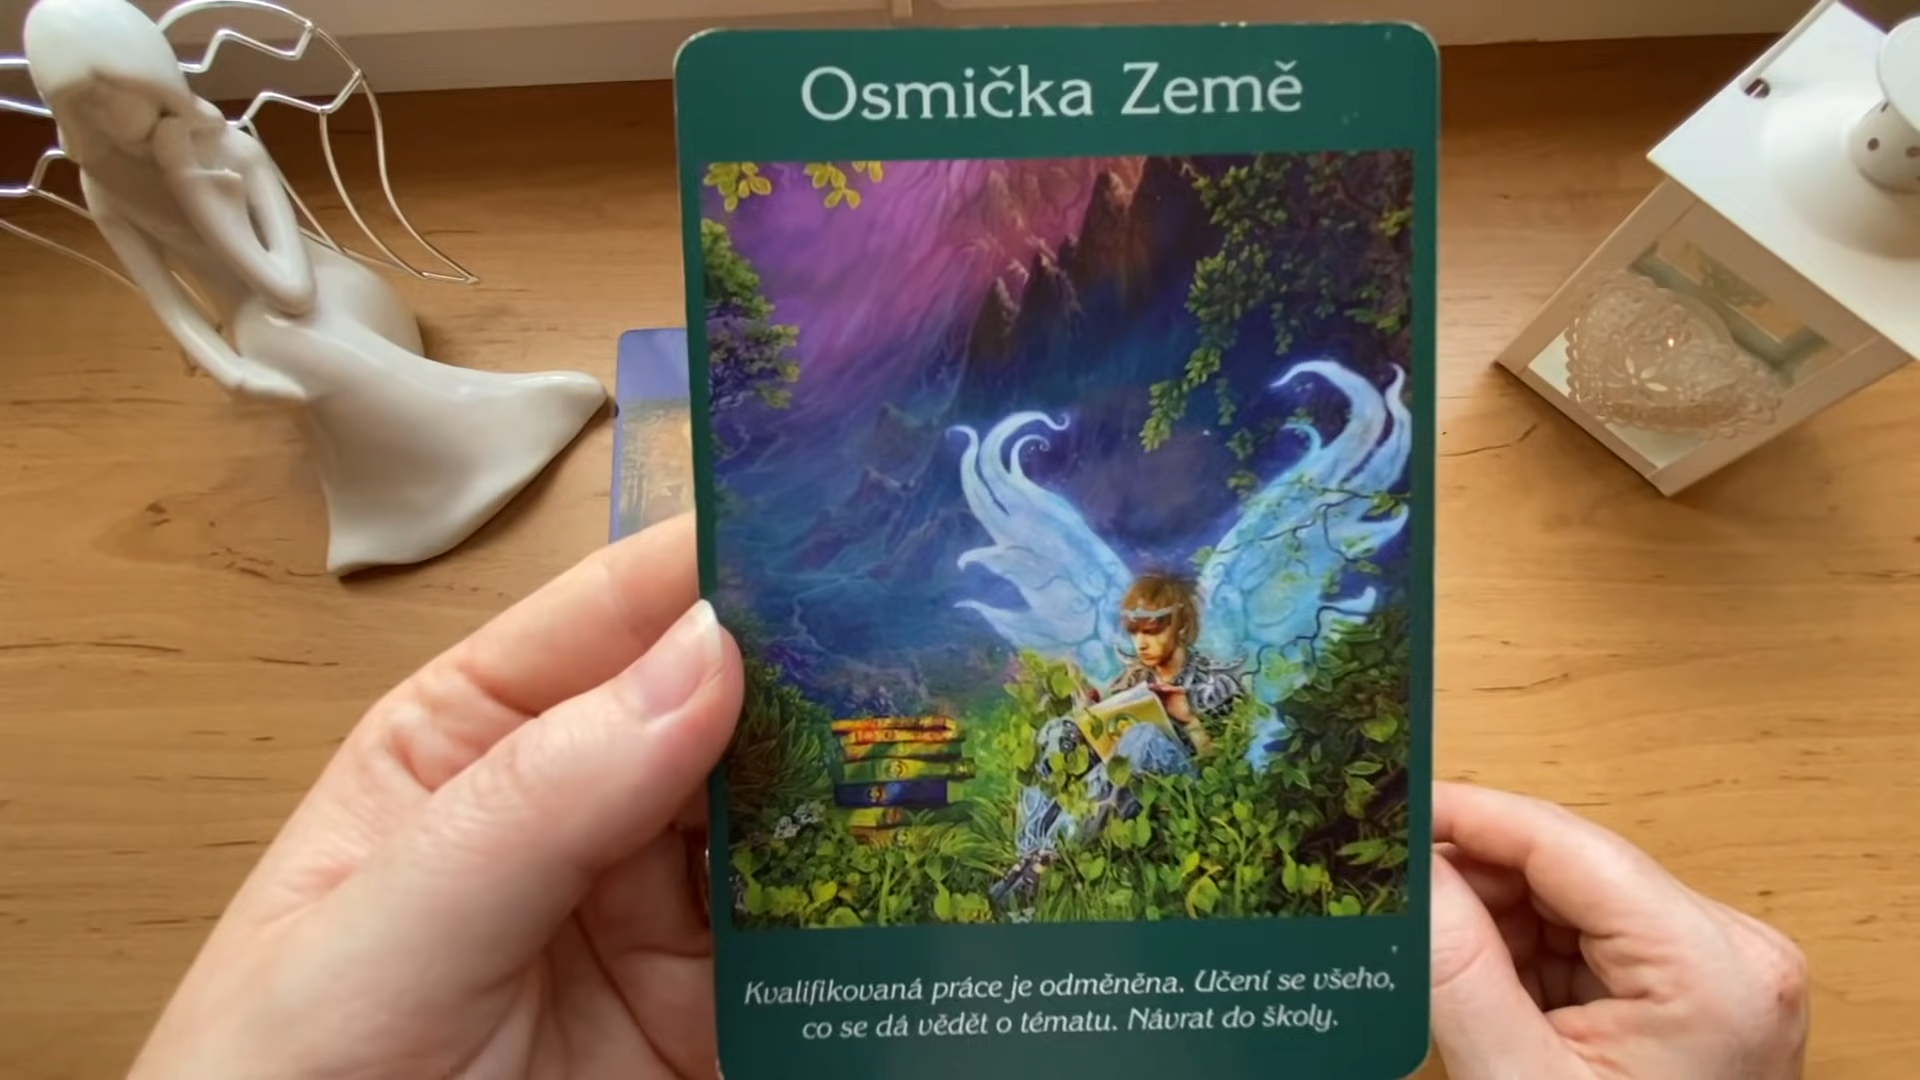 Osmička Země
Kvalifikovaná práce je odměněna. Učení se všeho,
co se dá vědět o tématu. Návrat do školy.